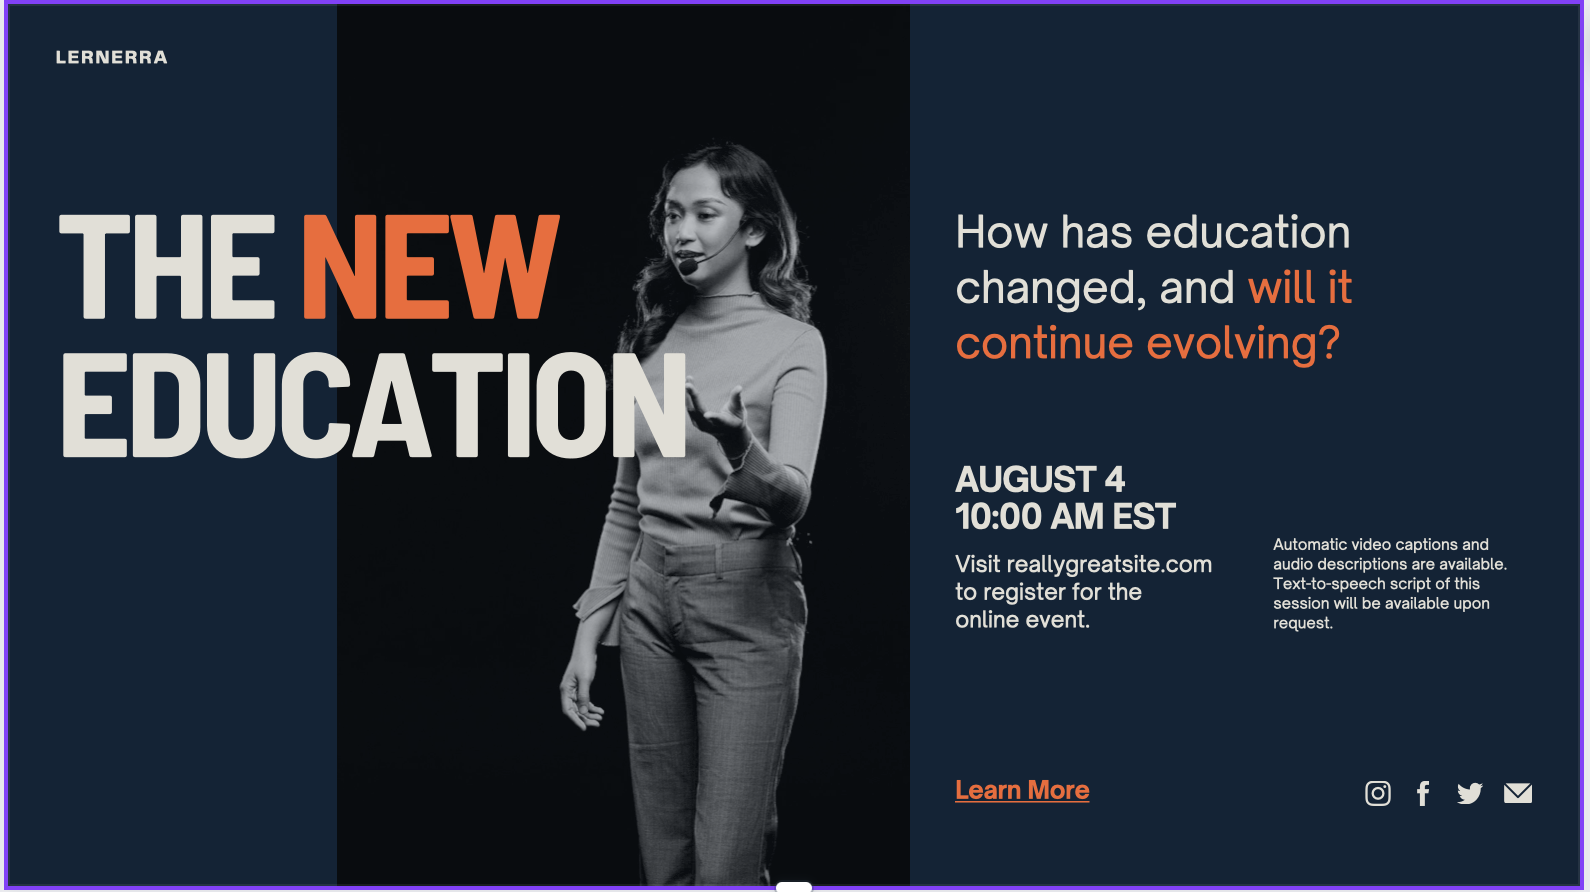 LERNERRA
THE NEW
EDUCATION
How has education
changed, and will it
continue evolving?
AUGUST 4
10:00 AM EST
Visit reallygreatsite.com
to register for the
online event.
Automatic video captions and
audio descriptions are available.
Text-to-speech script of this
session will be available upon
request.
Learn More